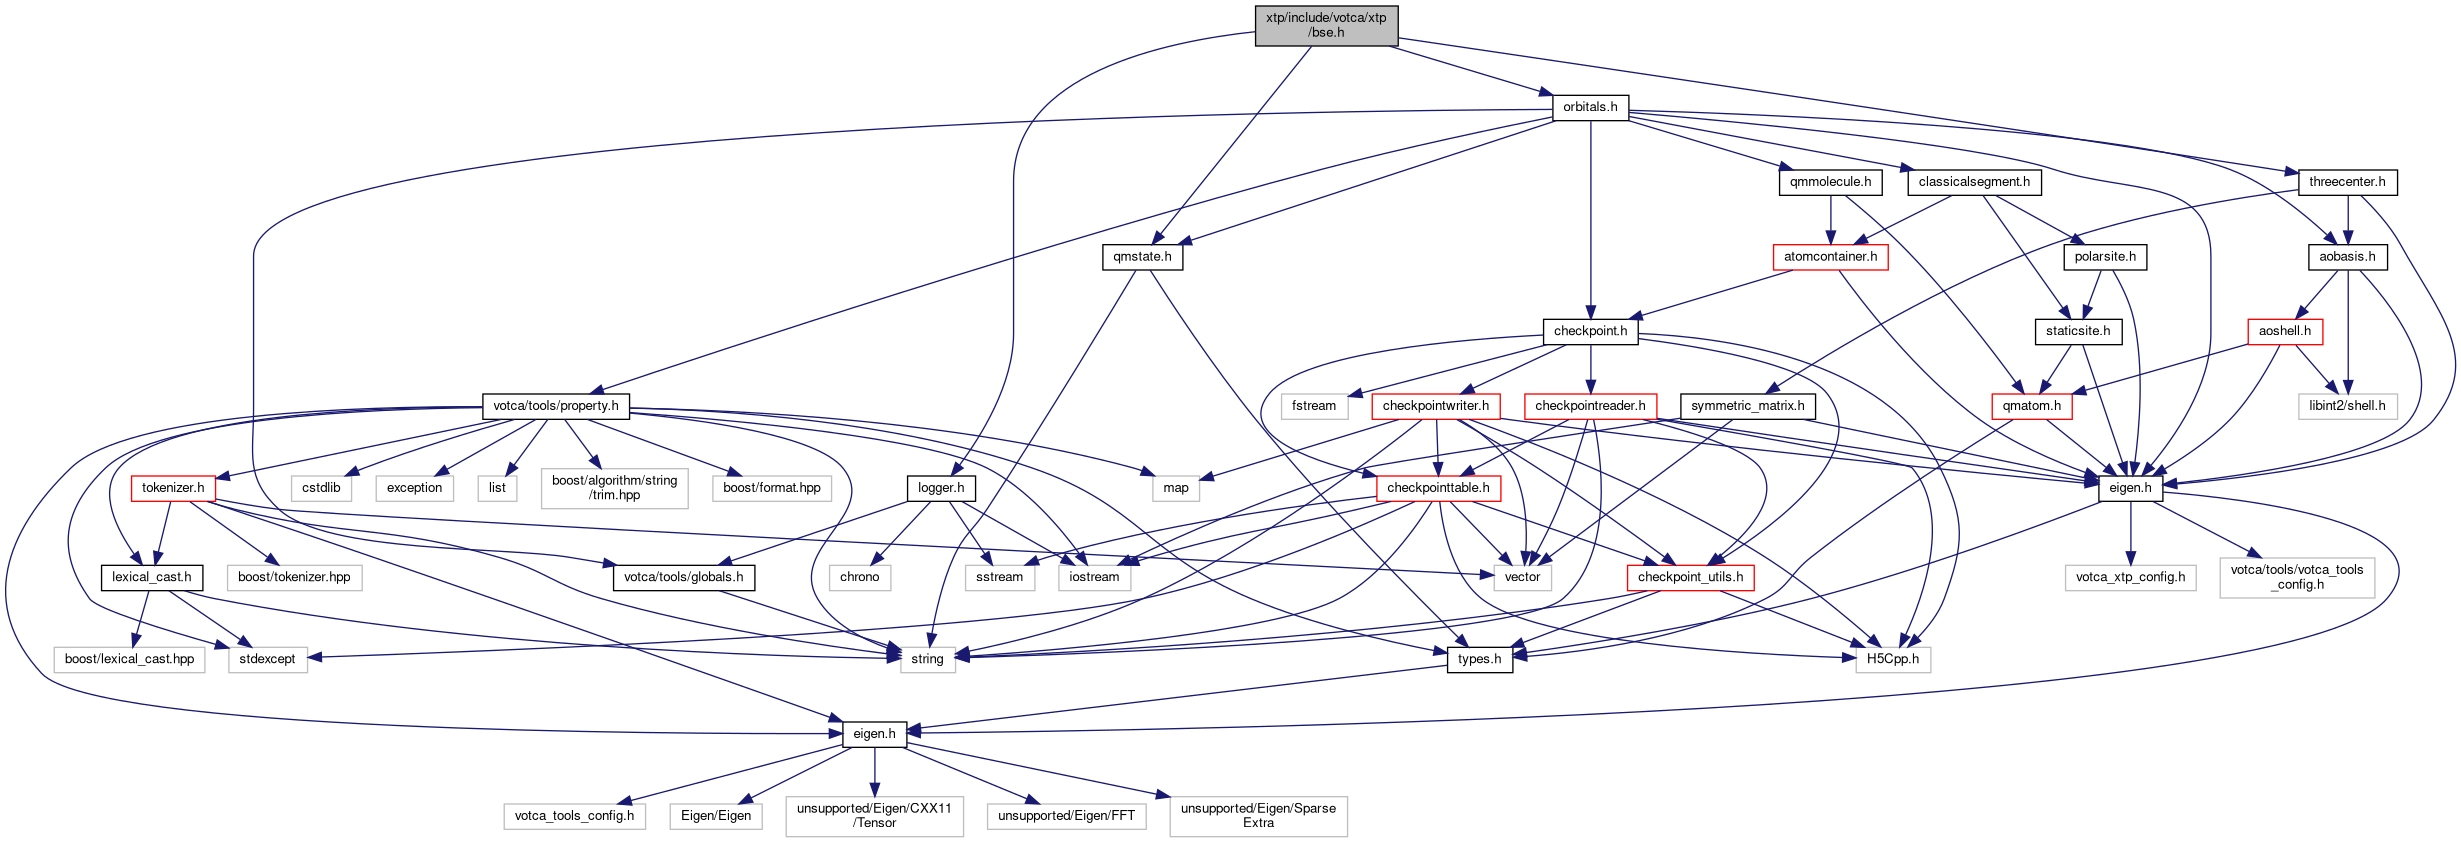 xtp/include/votca/xtp
/bse.h
orbitals.h
qmmolecule.h
classicalsegment.h
threecenter.h
qmstate.h
atomcontainer.h
polarsite.h
aobasis.h
checkpoint.h
staticsite.h
aoshell.h
votca/tools/property.h
fstream
checkpointwriter.h
checkpointreader.h
symmetric_matrix.h
qmatom.h
libint2/shell.h
tokenizer.h
cstdlib
exception
list
boost/algorithm/string
/trim.hpp
boost/format.hpp
logger.h
map
checkpointtable.h
eigen.h
lexical_cast.h
boost/tokenizer.hpp
votca/tools/globals.h
chrono
sstream
iostream
vector
checkpoint_utils.h
votca_xtp_config.h
votca/tools/votca_tools
_config.h
boost/lexical_cast.hpp
stdexcept
string
types.h
H5Cpp.h
eigen.h
votca_tools_config.h
Eigen/Eigen
unsupported/Eigen/CXX11
/Tensor
unsupported/Eigen/FFT
unsupported/Eigen/Sparse
Extra